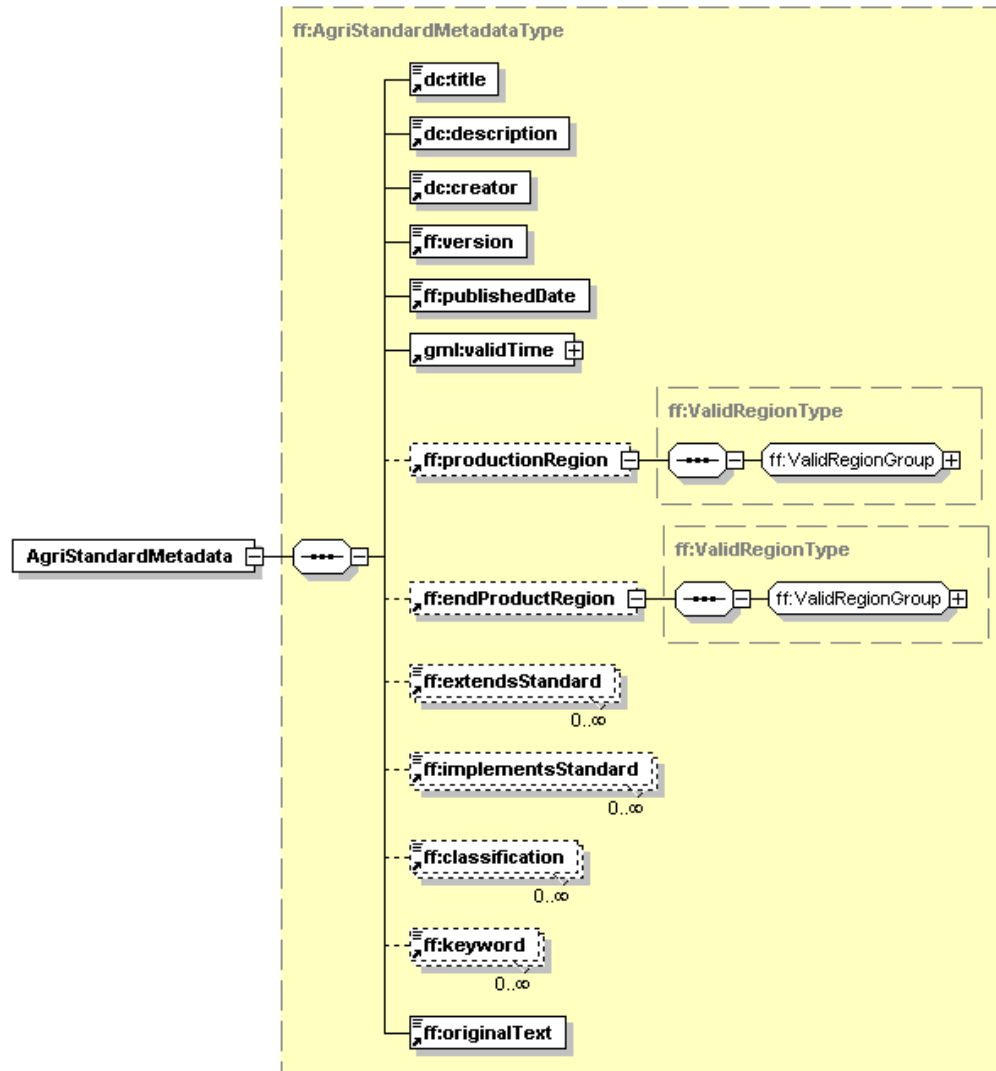 ff:AgriStandardMetadataType
dc:title
dc:description
dc:creator
ff:version
ff:publishedDate
gml:validTime
ff:ValidRegionType
ff:productionRegion
ff:ValidRegionGroup
AgriStandardMetadata
ff:ValidRegionType
ff:endProductRegion
ff:ValidRegionGroup
ff:extendsStandard
0..∞
ff:implementsStandard
0..∞
ff:classification
0..∞
ff:keyword
0..∞
ff:originalText